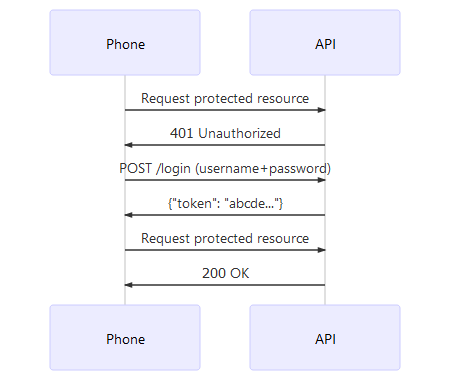 Phone
API
Request protected resource
401 Unauthorized
POST /login (username+password)
{"token": "abcde..."}
Request protected resource
200 OK
Phone
API